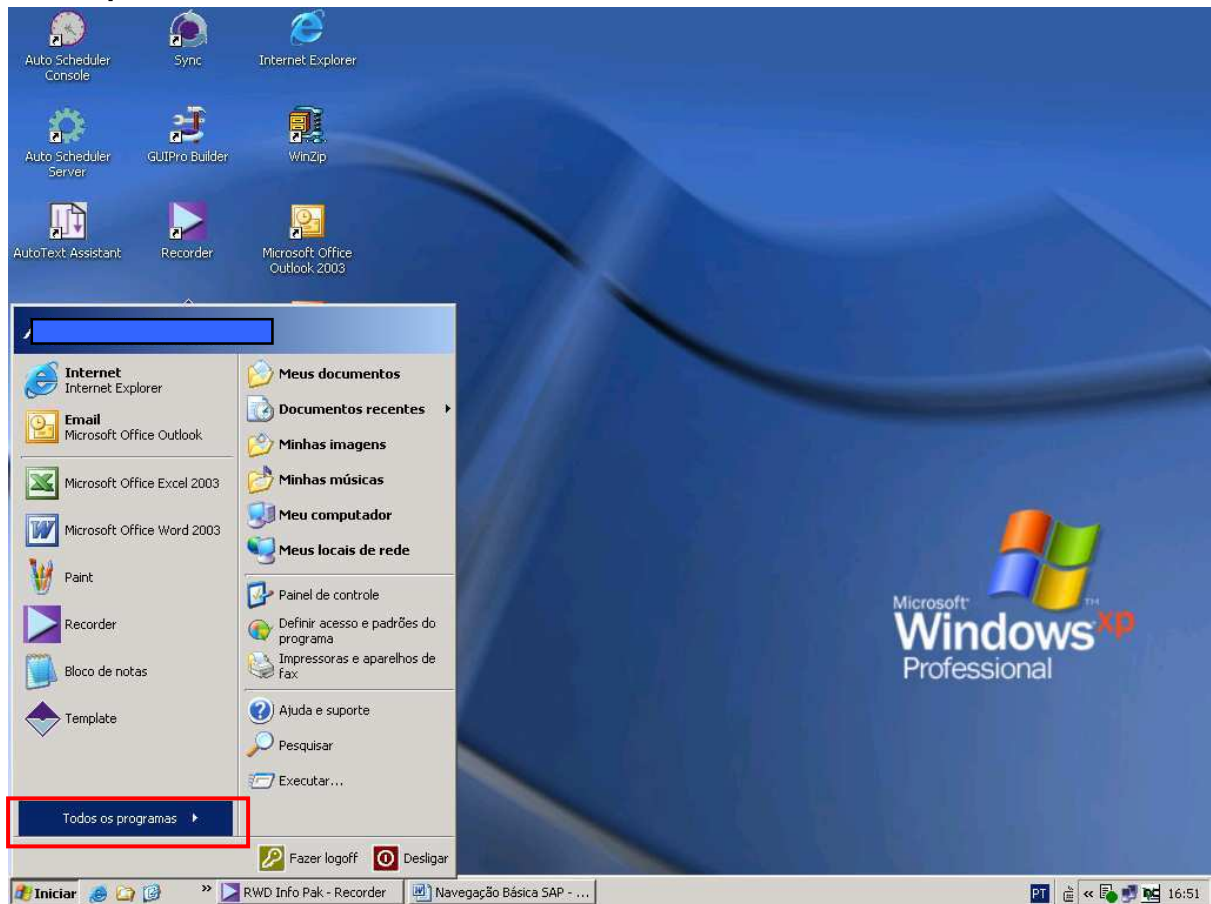 Auto Scheduler
Console
Sync
Internet Explorer
Auto Scheduler
Server
GUIPro Builder
WinZip
AutoText Assistant
Recorder
Microsoft Office
Outlook 2003
Internet
Internet Explorer
Email
Microsoft Office Outlook
Microsoft Office Excel 2003
Microsoft Office Word 2003
Paint
Recorder
Bloco de notas
Template
Todos os programas
Meus documentos
Documentos recentes
Minhas imagens
Minhas músicas
Meu computador
Meus locais de rede
Painel de controle
Definir acesso e padrões do
programa
Impressoras e aparelhos de
fax
Ajuda e suporte
Pesquisar
Executar...
Fazer logoff
Desligar
Microsoft®
Windows xp
TM
Professional
Iniciar
»
RWD Info Pak - Recorder
Navegação Básica SAP - ...
PT
«
16:51